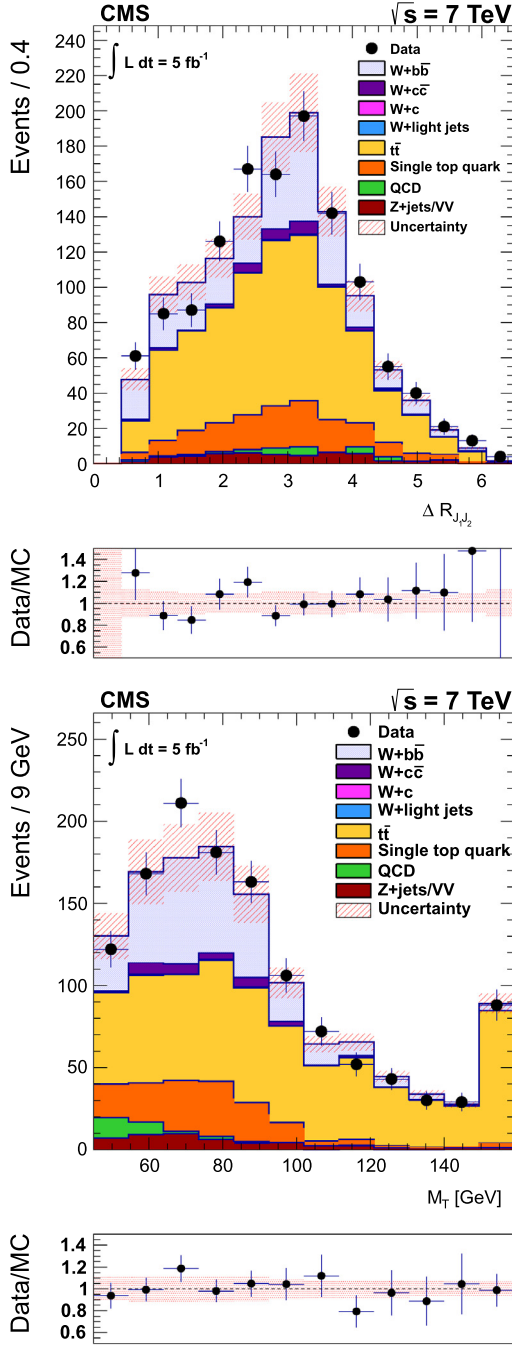 CMS √s = 7 TeV
∫ L dt = 5 fb⁻¹
Events / 0.4
240
220
200
180
160
140
120
100
80
60
40
20
0
Data
W+bb̅
W+cc̅
W+c
W+light jets
tt̅
Single top quark
QCD
Z+jets/VV
Uncertainty
0 1 2 3 4 5 6
Δ R J₁J₂
Data/MC
1.4
1.2
1
0.8
0.6
CMS √s = 7 TeV
∫ L dt = 5 fb⁻¹
Events / 9 GeV
250
200
150
100
50
0
Data
W+bb̅
W+cc̅
W+c
W+light jets
tt̅
Single top quark
QCD
Z+jets/VV
Uncertainty
60 80 100 120 140
M_T [GeV]
Data/MC
1.4
1.2
1
0.8
0.6